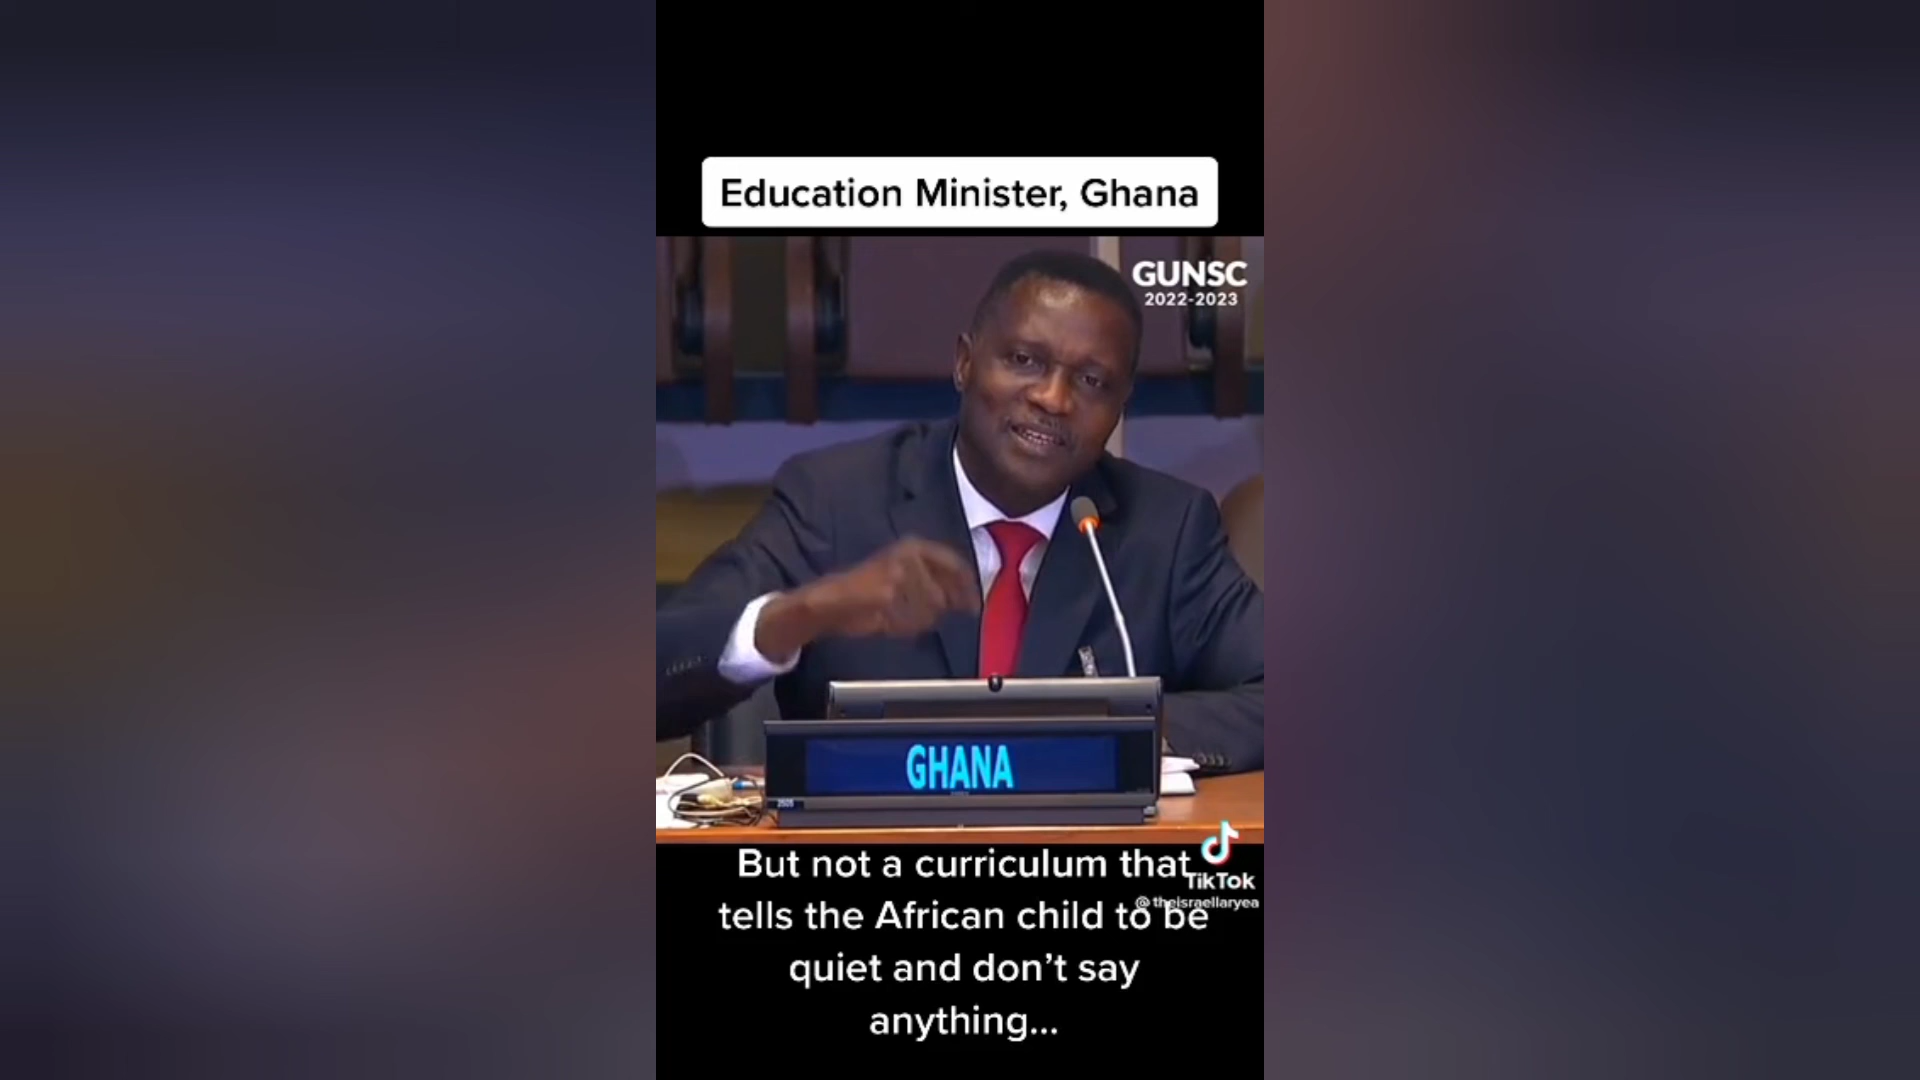 Education Minister, Ghana
GUNSC
2022-2023
GHANA
2505
But not a curriculum that
tells the African child to be
quiet and don’t say
anything...
TikTok
@theisraellaryea